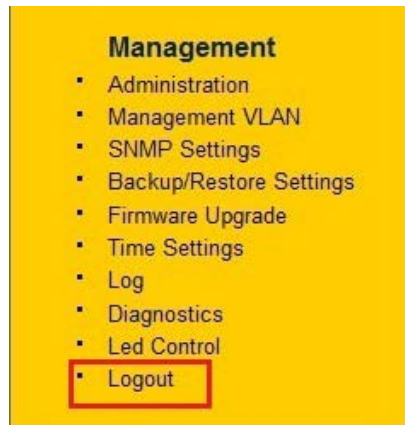 Management
Administration
Management VLAN
SNMP Settings
Backup/Restore Settings
Firmware Upgrade
Time Settings
Log
Diagnostics
Led Control
Logout